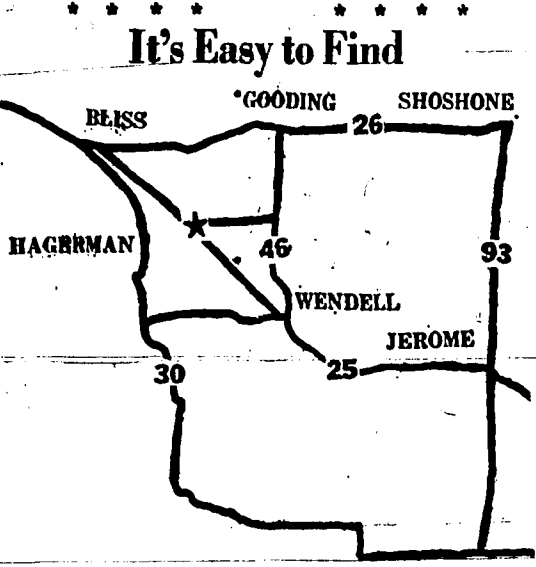 * * * * * * * *
It's Easy to Find
BLISS
GOODING
SHOSHONE
26
HAGERMAN
46
93
WENDELL
JEROME
30
25